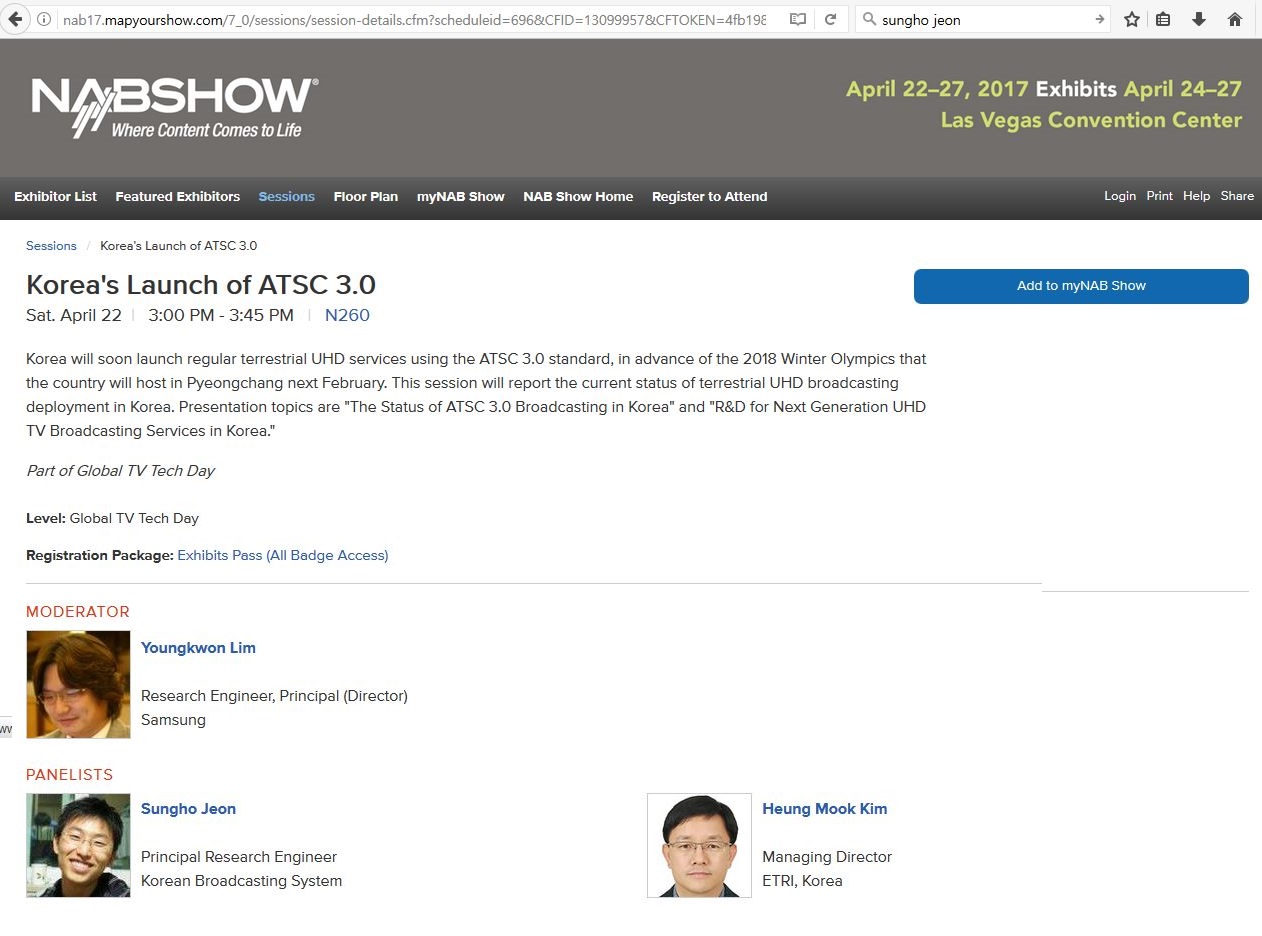 nab17.mapyourshow.com/7_0/sessions/session-details.cfm?scheduleid=696&CFID=13099957&CFTOKEN=4fb198
sungho jeon
NABSHOW®
Where Content Comes to Life
April 22–27, 2017 Exhibits April 24–27
Las Vegas Convention Center
Exhibitor List Featured Exhibitors Sessions Floor Plan myNAB Show NAB Show Home Register to Attend Login Print Help Share
Sessions / Korea's Launch of ATSC 3.0
Korea's Launch of ATSC 3.0
Add to myNAB Show
Sat. April 22 | 3:00 PM - 3:45 PM | N260
Korea will soon launch regular terrestrial UHD services using the ATSC 3.0 standard, in advance of the 2018 Winter Olympics that
the country will host in Pyeongchang next February. This session will report the current status of terrestrial UHD broadcasting
deployment in Korea. Presentation topics are "The Status of ATSC 3.0 Broadcasting in Korea" and "R&D for Next Generation UHD
TV Broadcasting Services in Korea."
Part of Global TV Tech Day
Level: Global TV Tech Day
Registration Package: Exhibits Pass (All Badge Access)
MODERATOR
Youngkwon Lim
Research Engineer, Principal (Director)
Samsung
PANELISTS
Sungho Jeon
Principal Research Engineer
Korean Broadcasting System
Heung Mook Kim
Managing Director
ETRI, Korea